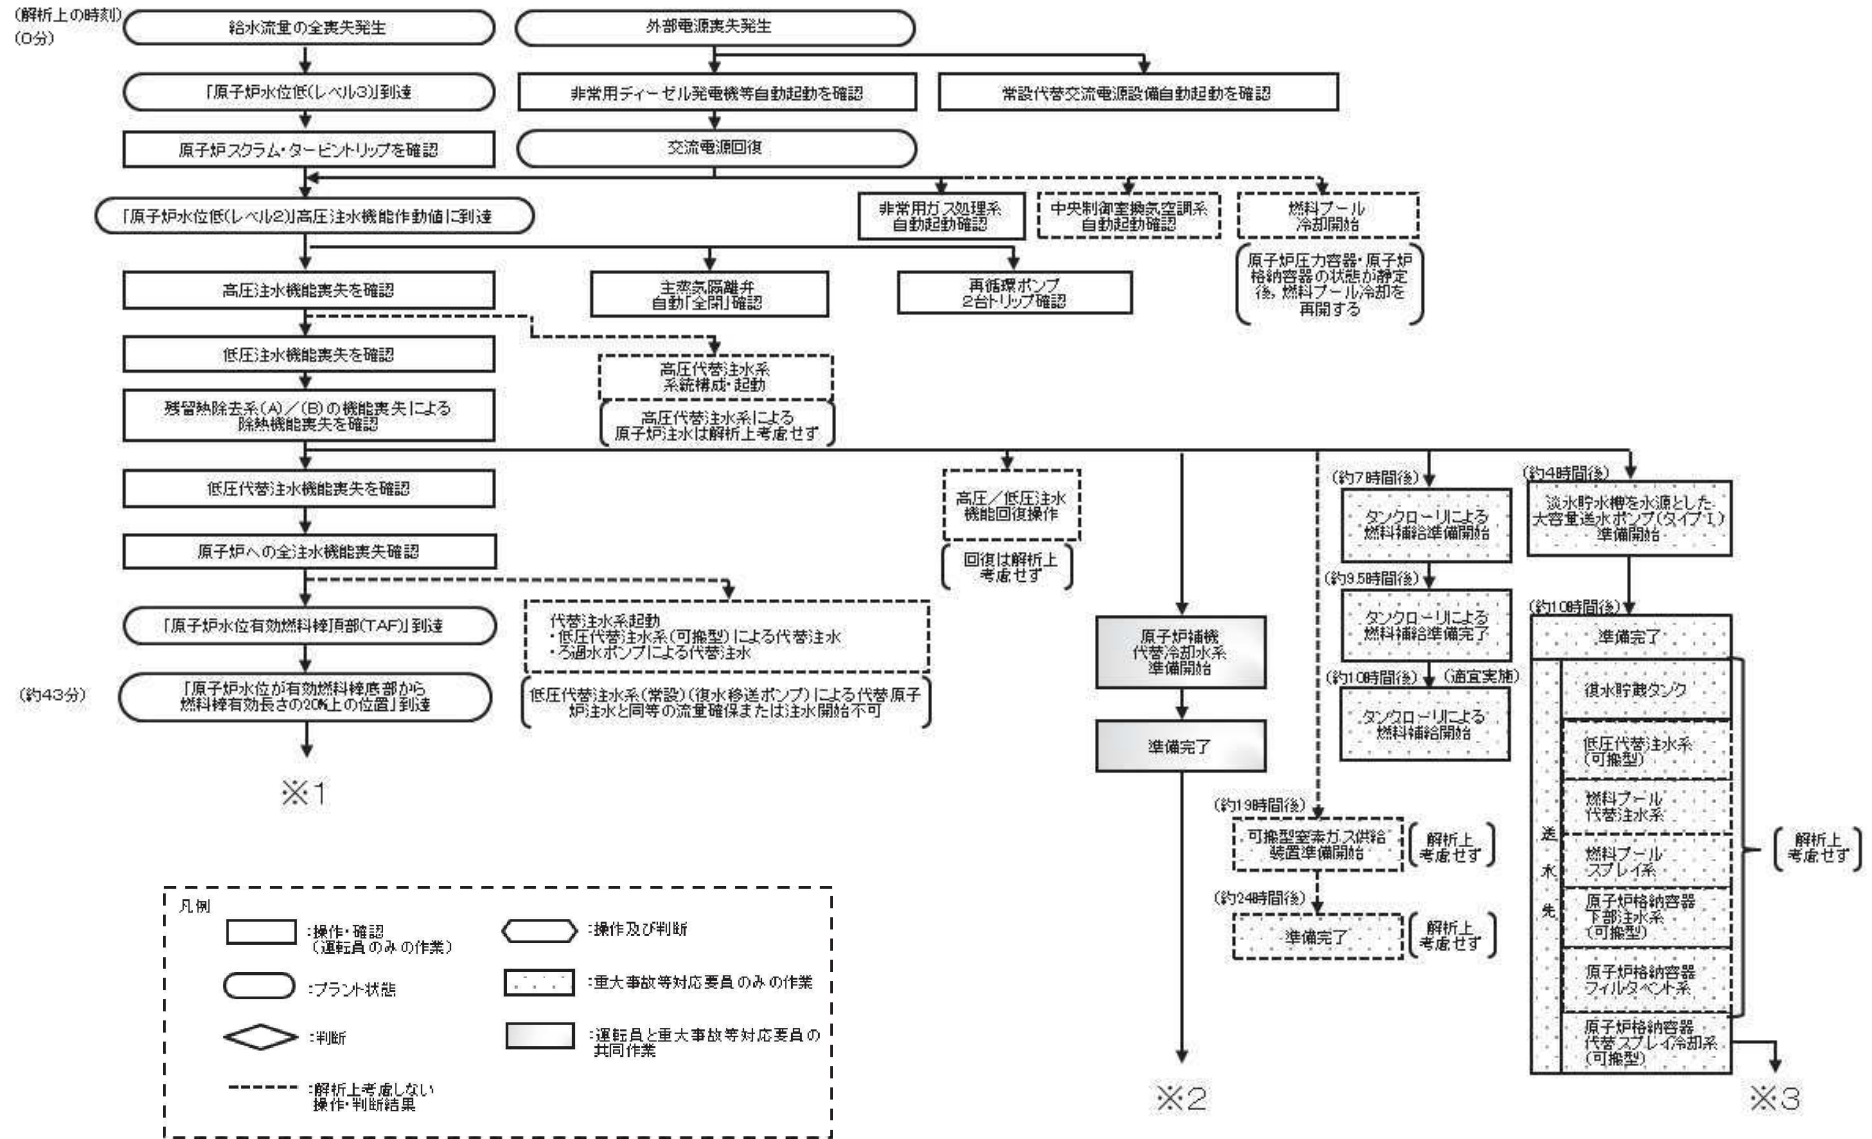 (解析上の時刻)
(0分)
給水流量の全喪失発生
外部電源喪失発生
「原子炉水位低(レベル3)」到達
非常用ディーゼル発電機等自動起動を確認
常設代替交流電源設備自動起動を確認
原子炉スクラム・タービントリップを確認
交流電源回復
「原子炉水位低(レベル2)」高圧注水機能作動値に到達
非常用ガス処理系
自動起動確認
中央制御室換気空調系
自動起動確認
燃料プール
冷却開始
原子炉圧力容器・原子炉
格納容器の状態が静定
後,燃料プール冷却を
再開する
高圧注水機能喪失を確認
主蒸気隔離弁
自動「全閉」確認
再循環ポンプ
2台トリップ確認
低圧注水機能喪失を確認
高圧代替注水系
系統構成・起動
高圧代替注水系による
原子炉注水は解析上考慮せず
残留熱除去系(A)/(B)の機能喪失による
除熱機能喪失を確認
低圧代替注水機能喪失を確認
高圧/低圧注水
機能回復操作
回復は解析上
考慮せず
(約7時間後)
タンクローリによる
燃料補給準備開始
(約4時間後)
淡水貯水槽を水源とした
大容量送水ポンプ(タイプⅠ)
準備開始
原子炉への全注水機能喪失確認
(約9.5時間後)
タンクローリによる
燃料補給準備完了
(約10時間後)
準備完了
「原子炉水位有効燃料棒頂部(TAF)」到達
代替注水系起動
・低圧代替注水系(可搬型)による代替注水
・ろ過水ポンプによる代替注水
低圧代替注水系(常設)(復水移送ポンプ)による代替原子
炉注水と同等の流量確保または注水開始不可
原子炉補機
代替冷却水系
準備開始
(約10時間後)
(適宜実施)
タンクローリによる
燃料補給開始
(約43分)
「原子炉水位が有効燃料棒底部から
燃料棒有効長さの20%上の位置」到達
※1
準備完了
(約19時間後)
可搬型窒素ガス供給
装置準備開始
解析上
考慮せず
(約24時間後)
準備完了
解析上
考慮せず
送水先
復水貯蔵タンク
低圧代替注水系
(可搬型)
燃料プール
代替注水系
燃料プール
スプレイ系
原子炉格納容器
下部注水系
(可搬型)
原子炉格納容器
フィルタベント系
原子炉格納容器
代替スプレイ冷却系
(可搬型)
解析上
考慮せず
※2
※3
凡例
:操作・確認
(運転員のみの作業)
:操作及び判断
:プラント状態
:重大事故等対応要員のみの作業
:判断
:運転員と重大事故等対応要員の
共同作業
:解析上考慮しない
操作・判断結果